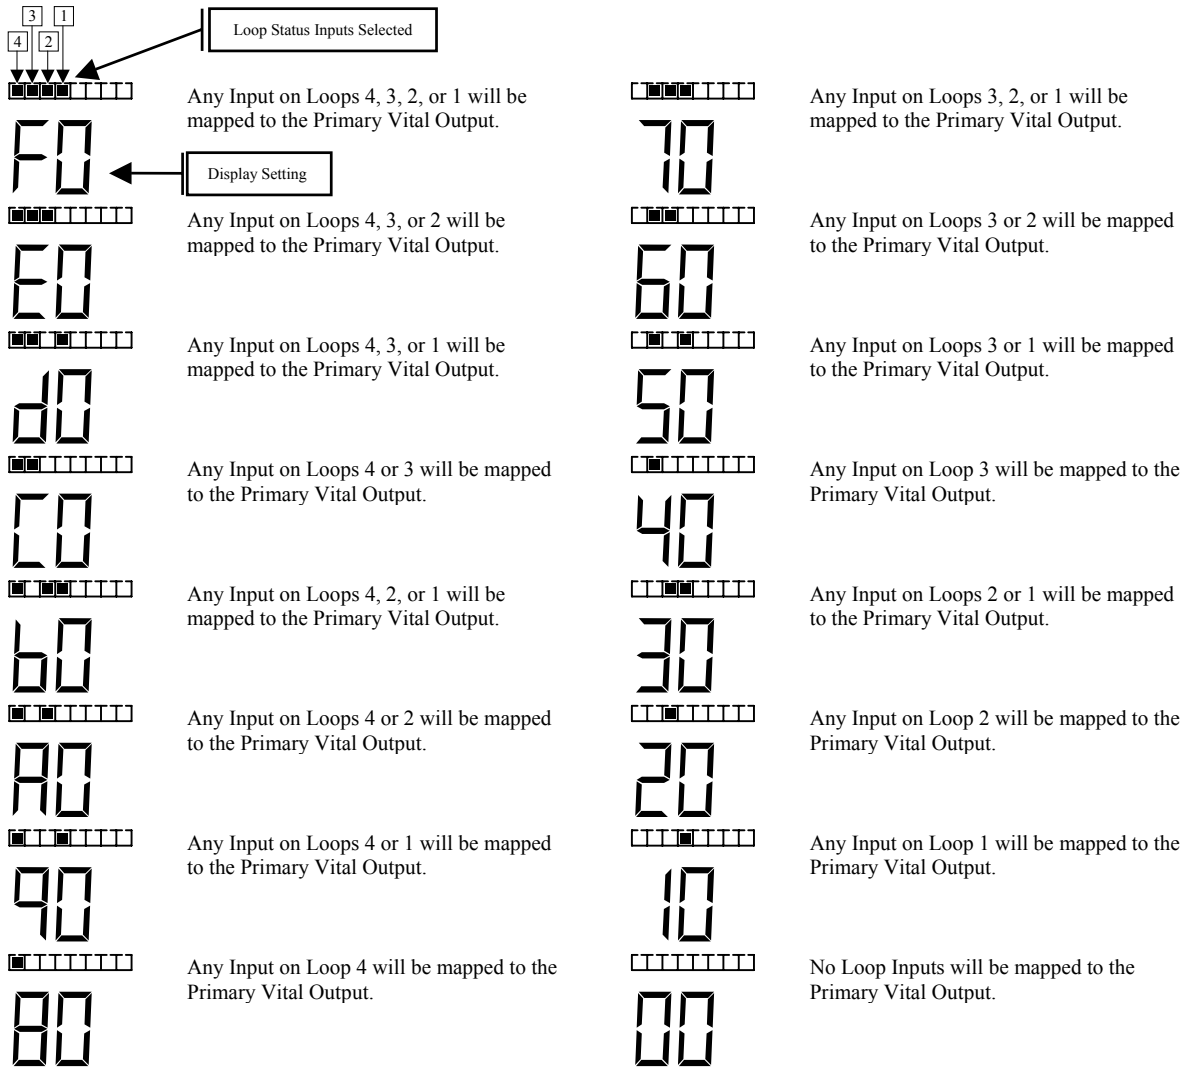 3 1
4 2
Loop Status Inputs Selected
Any Input on Loops 4, 3, 2, or 1 will be
mapped to the Primary Vital Output.
F0
Display Setting
Any Input on Loops 4, 3, or 2 will be
mapped to the Primary Vital Output.
E0
Any Input on Loops 4, 3, or 1 will be
mapped to the Primary Vital Output.
d0
Any Input on Loops 4 or 3 will be mapped
to the Primary Vital Output.
C0
Any Input on Loops 4, 2, or 1 will be
mapped to the Primary Vital Output.
b0
Any Input on Loops 4 or 2 will be mapped
to the Primary Vital Output.
A0
Any Input on Loops 4 or 1 will be mapped
to the Primary Vital Output.
90
Any Input on Loop 4 will be mapped to the
Primary Vital Output.
80
Any Input on Loops 3, 2, or 1 will be
mapped to the Primary Vital Output.
70
Any Input on Loops 3 or 2 will be mapped
to the Primary Vital Output.
60
Any Input on Loops 3 or 1 will be mapped
to the Primary Vital Output.
50
Any Input on Loop 3 will be mapped to the
Primary Vital Output.
40
Any Input on Loops 2 or 1 will be mapped
to the Primary Vital Output.
30
Any Input on Loop 2 will be mapped to the
Primary Vital Output.
20
Any Input on Loop 1 will be mapped to the
Primary Vital Output.
10
No Loop Inputs will be mapped to the
Primary Vital Output.
00